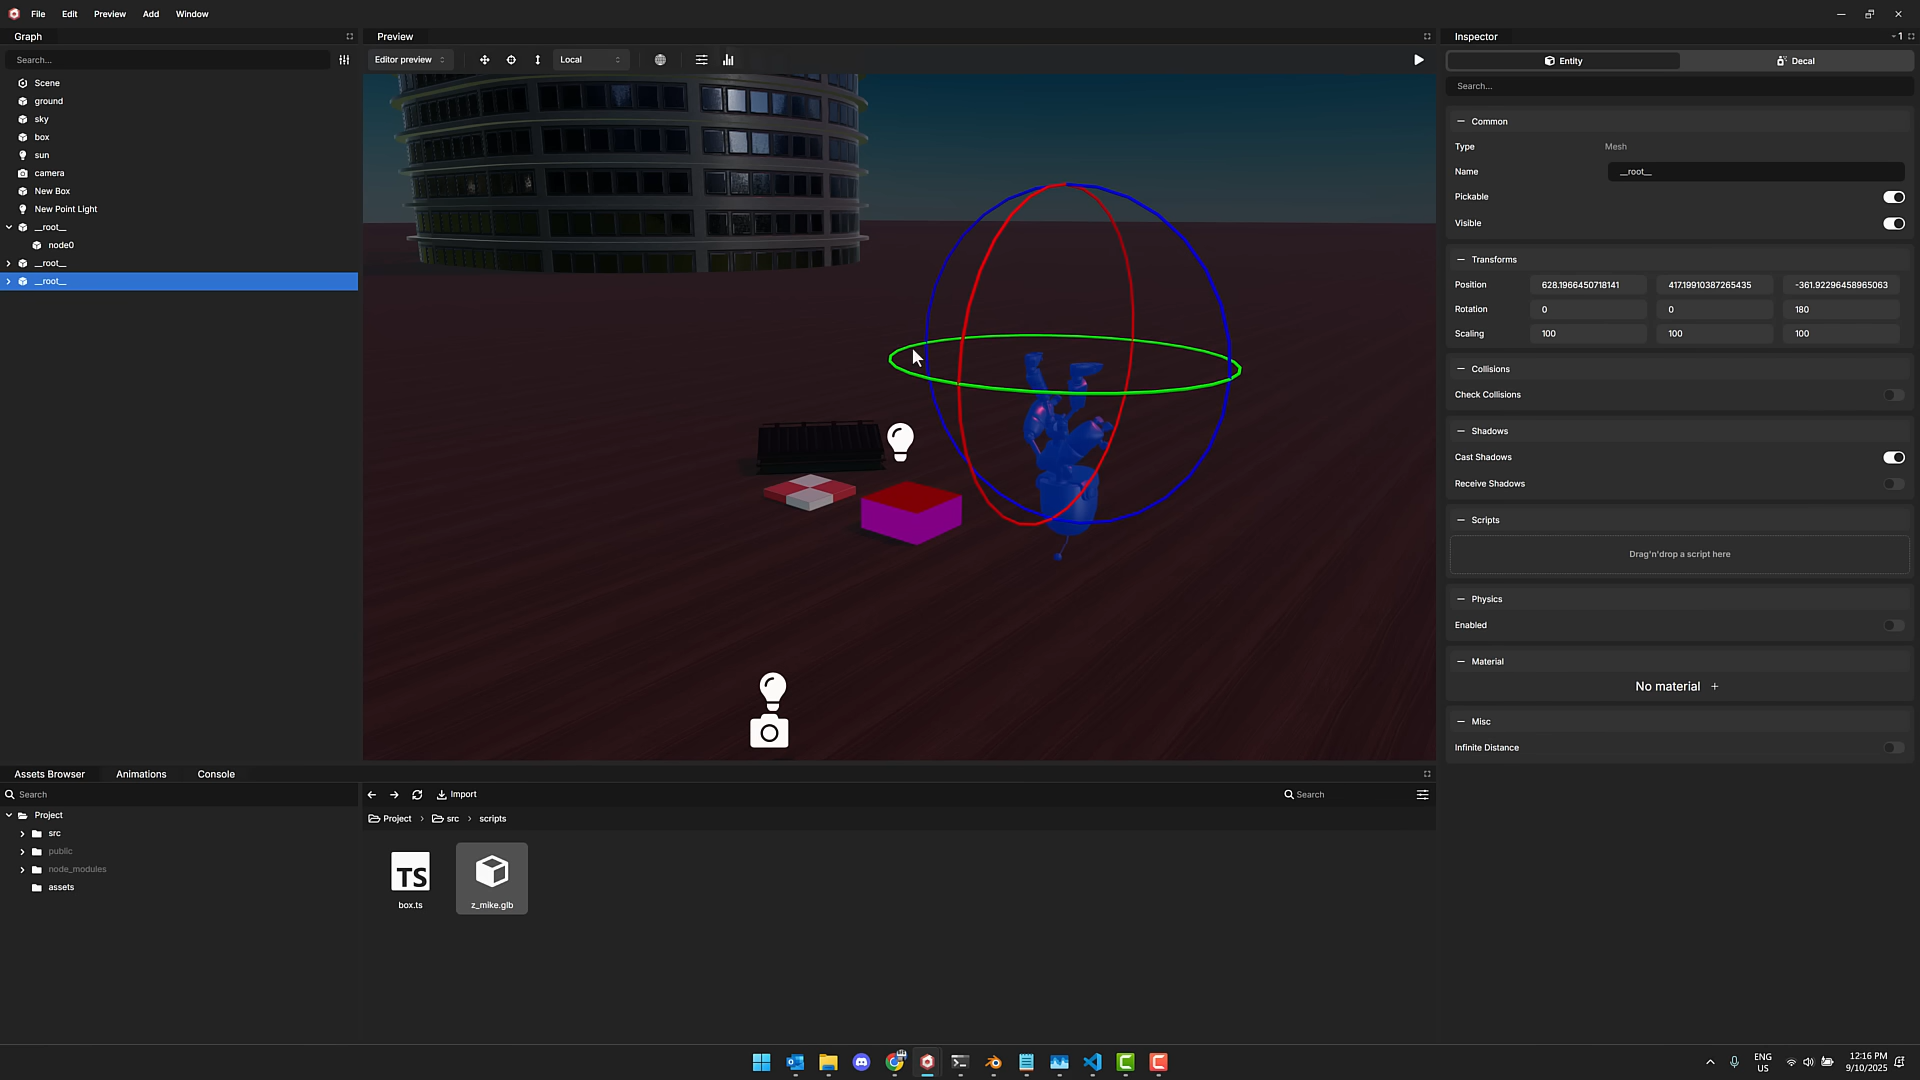 File Edit Preview Add Window
Graph
Search...
Scene
ground
sky
box
sun
camera
New Box
New Point Light
__root__
node0
__root__
__root__
Preview
Editor preview Local
Inspector
1
Entity Decal
Search...
Common
Type Mesh
Name __root__
Pickable
Visible
Transforms
Position 628.1966450718141 417.19910387265435 -361.92296458965063
Rotation 0 0 180
Scaling 100 100 100
Collisions
Check Collisions
Shadows
Cast Shadows
Receive Shadows
Scripts
Drag'n'drop a script here
Physics
Enabled
Material
No material +
Misc
Infinite Distance
Assets Browser Animations Console
Search
Project
src
public
node_modules
assets
Import
Search
Project > src > scripts
TS
box.ts
z_mike.glb
ENG
US
12:16 PM
9/10/2025